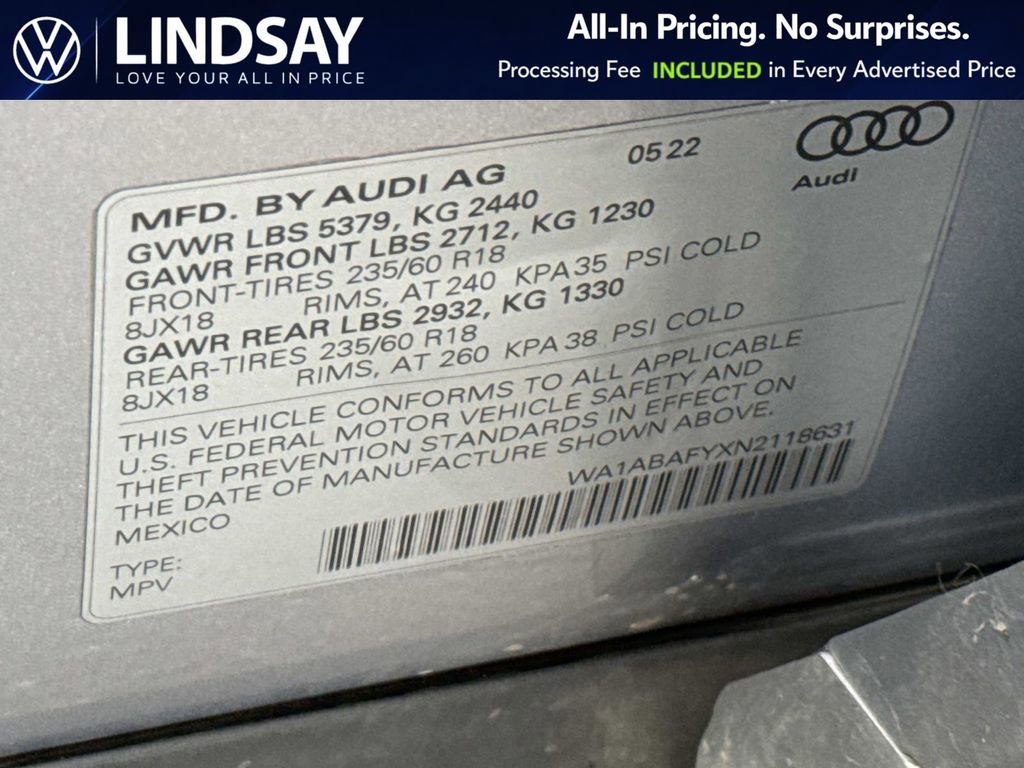 LINDSAY
LOVE YOUR ALL IN PRICE
All-In Pricing. No Surprises.
Processing Fee INCLUDED in Every Advertised Price
05 22
Audi
MFD. BY AUDI AG
GVWR LBS 5379, KG 2440
GAWR FRONT LBS 2712, KG 1230
FRONT-TIRES 235/60 R18
8JX18 RIMS, AT 240 KPA 35 PSI COLD
GAWR REAR LBS 2932, KG 1330
REAR-TIRES 235/60 R18
8JX18 RIMS, AT 260 KPA 38 PSI COLD
THIS VEHICLE CONFORMS TO ALL APPLICABLE
U.S. FEDERAL MOTOR VEHICLE SAFETY AND
THEFT PREVENTION STANDARDS IN EFFECT ON
THE DATE OF MANUFACTURE SHOWN ABOVE.
MEXICO WA1ABAFYXN2118631
TYPE:
MPV